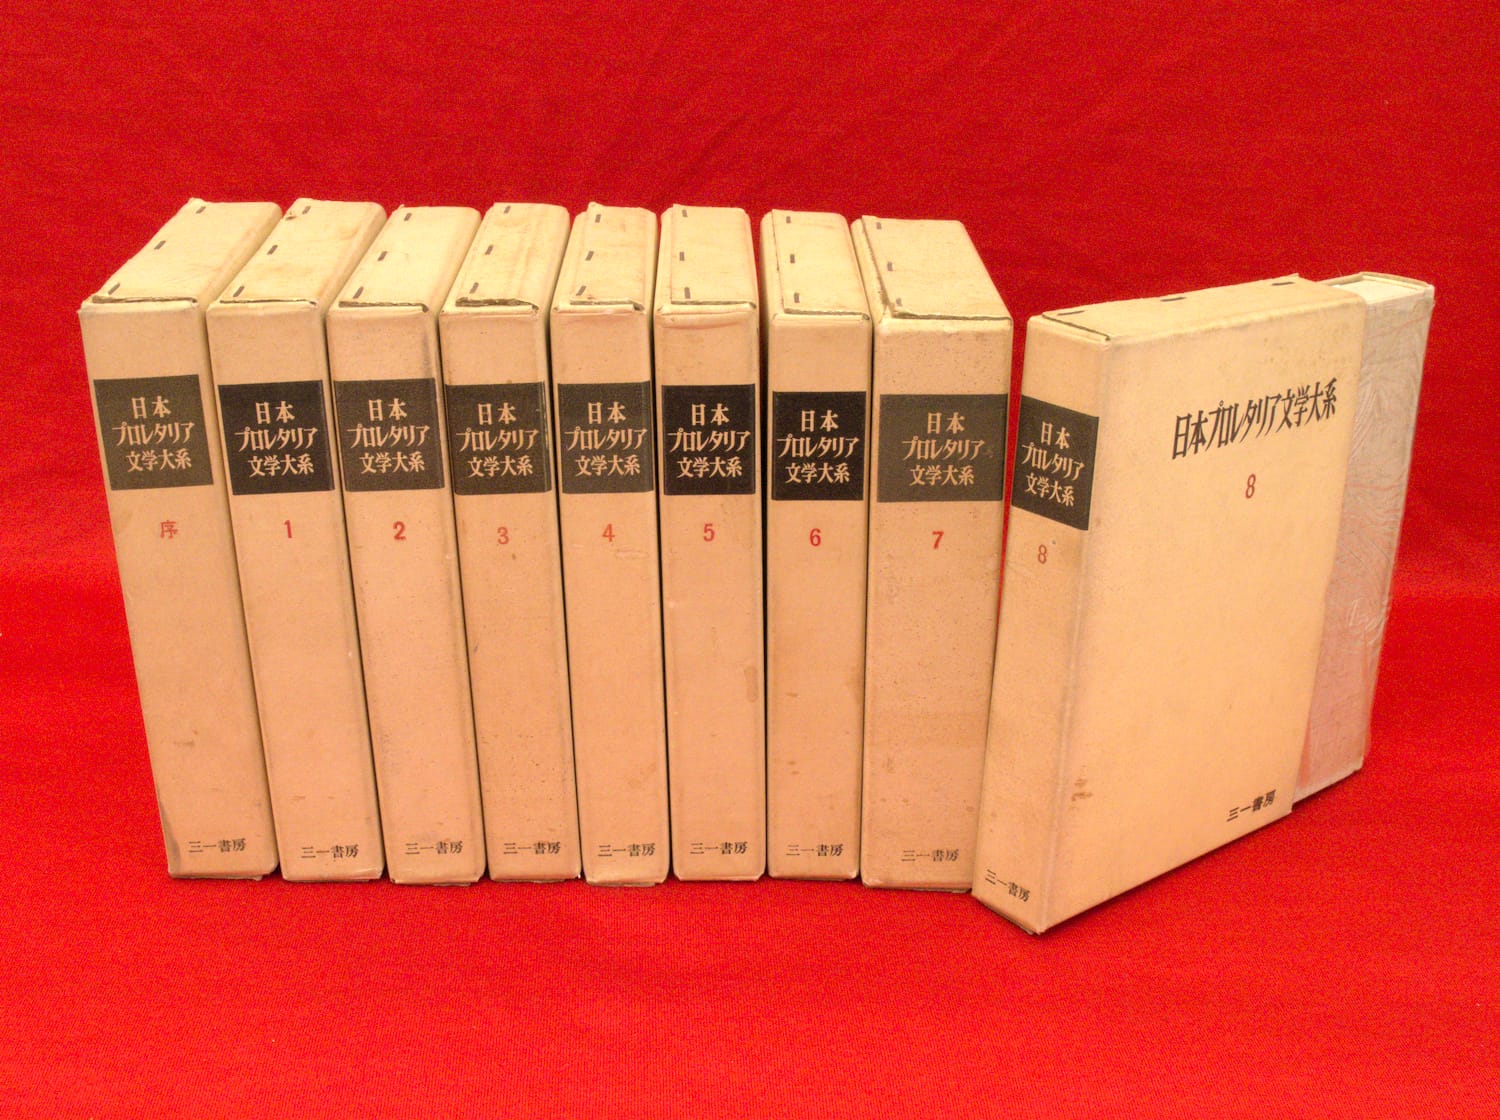 日本
プロレタリア
文学大系
序
三一書房
日本
プロレタリア
文学大系
1
三一書房
日本
プロレタリア
文学大系
2
三一書房
日本
プロレタリア
文学大系
3
三一書房
日本
プロレタリア
文学大系
4
三一書房
日本
プロレタリア
文学大系
5
三一書房
日本
プロレタリア
文学大系
6
三一書房
日本
プロレタリア
文学大系
7
三一書房
日本
プロレタリア
文学大系
8
三一書房
日本プロレタリア文学大系
8
三一書房